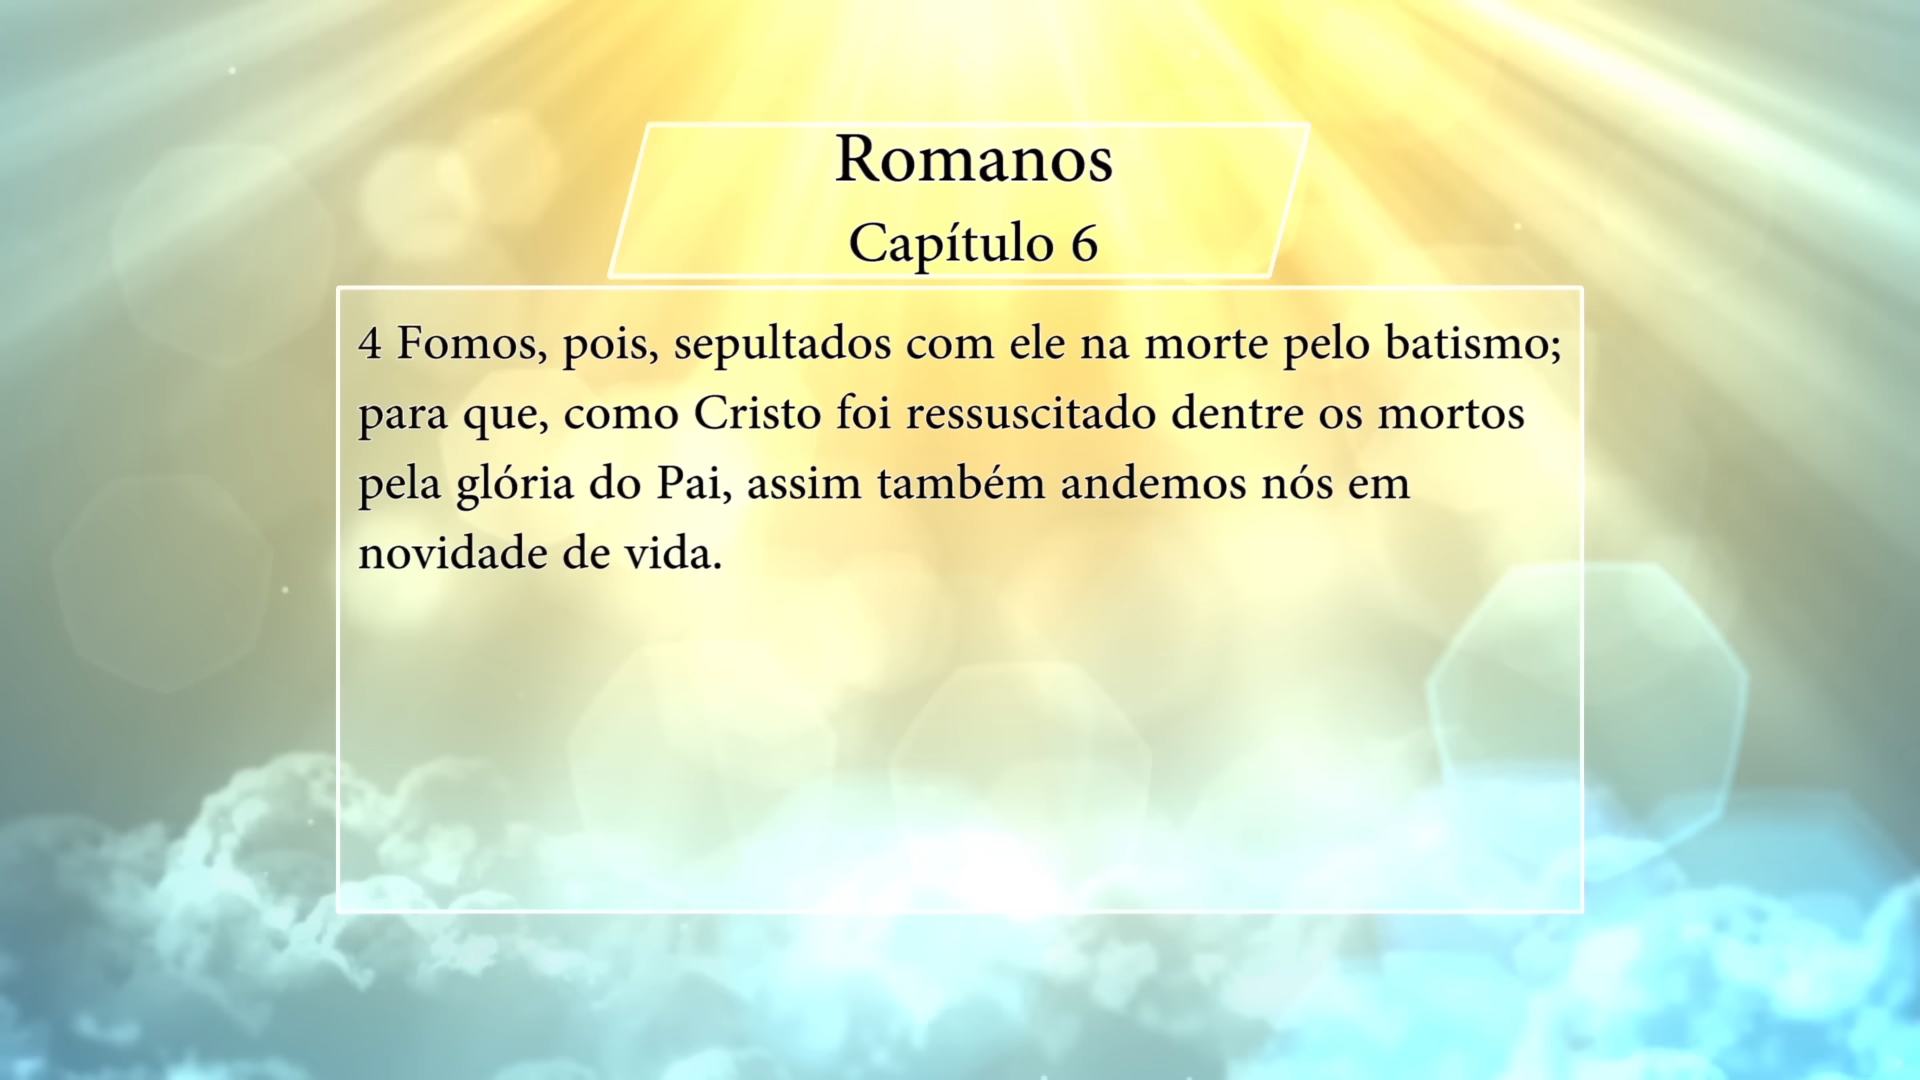 Romanos
Capítulo 6
4 Fomos, pois, sepultados com ele na morte pelo batismo;
para que, como Cristo foi ressuscitado dentre os mortos
pela glória do Pai, assim também andemos nós em
novidade de vida.